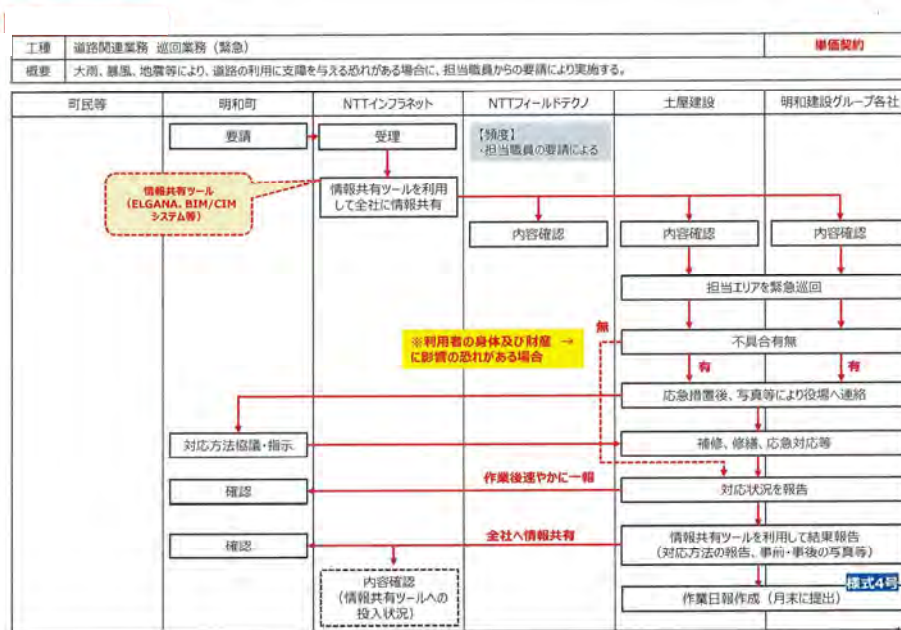 工種 道路関連業務 巡回業務（緊急） 単価契約
概要 大雨、暴風、地震等により、道路の利用に支障を与える恐れがある場合に、担当職員からの要請により実施する。
町民等 明和町 NTTインフラネット NTTフィールドテクノ 土屋建設 明和建設グループ各社
要請
受理
【頻度】
・担当職員の要請による
情報共有ツール
（ELGANA、BIM/CIM
システム等）
情報共有ツールを利用
して全社に情報共有
内容確認 内容確認 内容確認
担当エリアを緊急巡回
※利用者の身体及び財産 →
に影響の恐れがある場合
無
不具合有無
有 有
応急措置後、写真等により役場へ連絡
対応方法協議・指示
補修、修繕、応急対応等
作業後速やかに一報
確認
対応状況を報告
全社へ情報共有
確認
情報共有ツールを利用して結果報告
（対応方法の報告、事前・事後の写真等）
内容確認
（情報共有ツールへの
投入状況）
様式4号
作業日報作成（月末に提出）